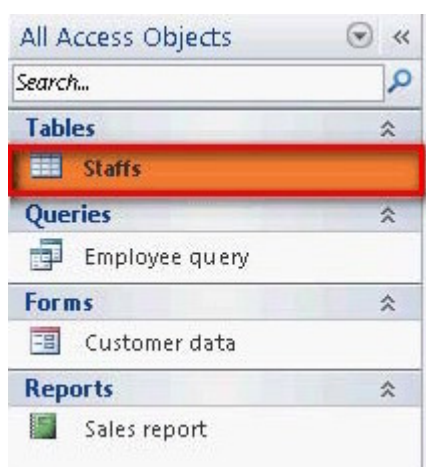 All Access Objects
Search...
Tables
Staffs
Queries
Employee query
Forms
Customer data
Reports
Sales report